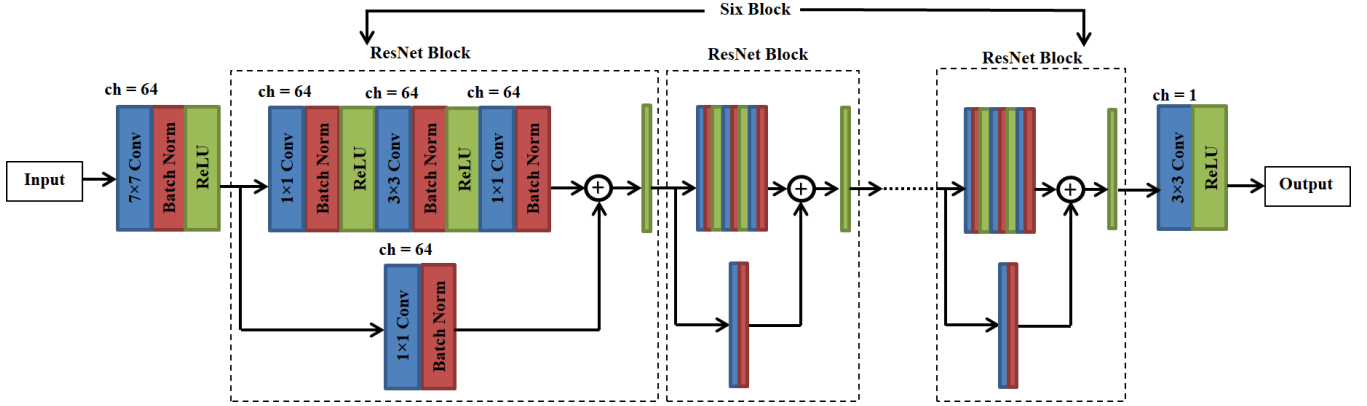 Six Block
ResNet Block
ResNet Block
ResNet Block
ch = 64
ch = 64
ch = 64
ch = 64
ch = 1
Input
7×7 Conv
Batch Norm
ReLU
1×1 Conv
Batch Norm
ReLU
3×3 Conv
Batch Norm
ReLU
1×1 Conv
Batch Norm
+
+
+
3×3 Conv
ReLU
Output
ch = 64
1×1 Conv
Batch Norm